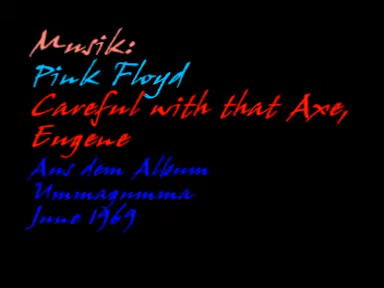 Musik:
Pink Floyd
Careful with that Axe,
Eugene
Aus dem Album
Ummagumma
June 1969